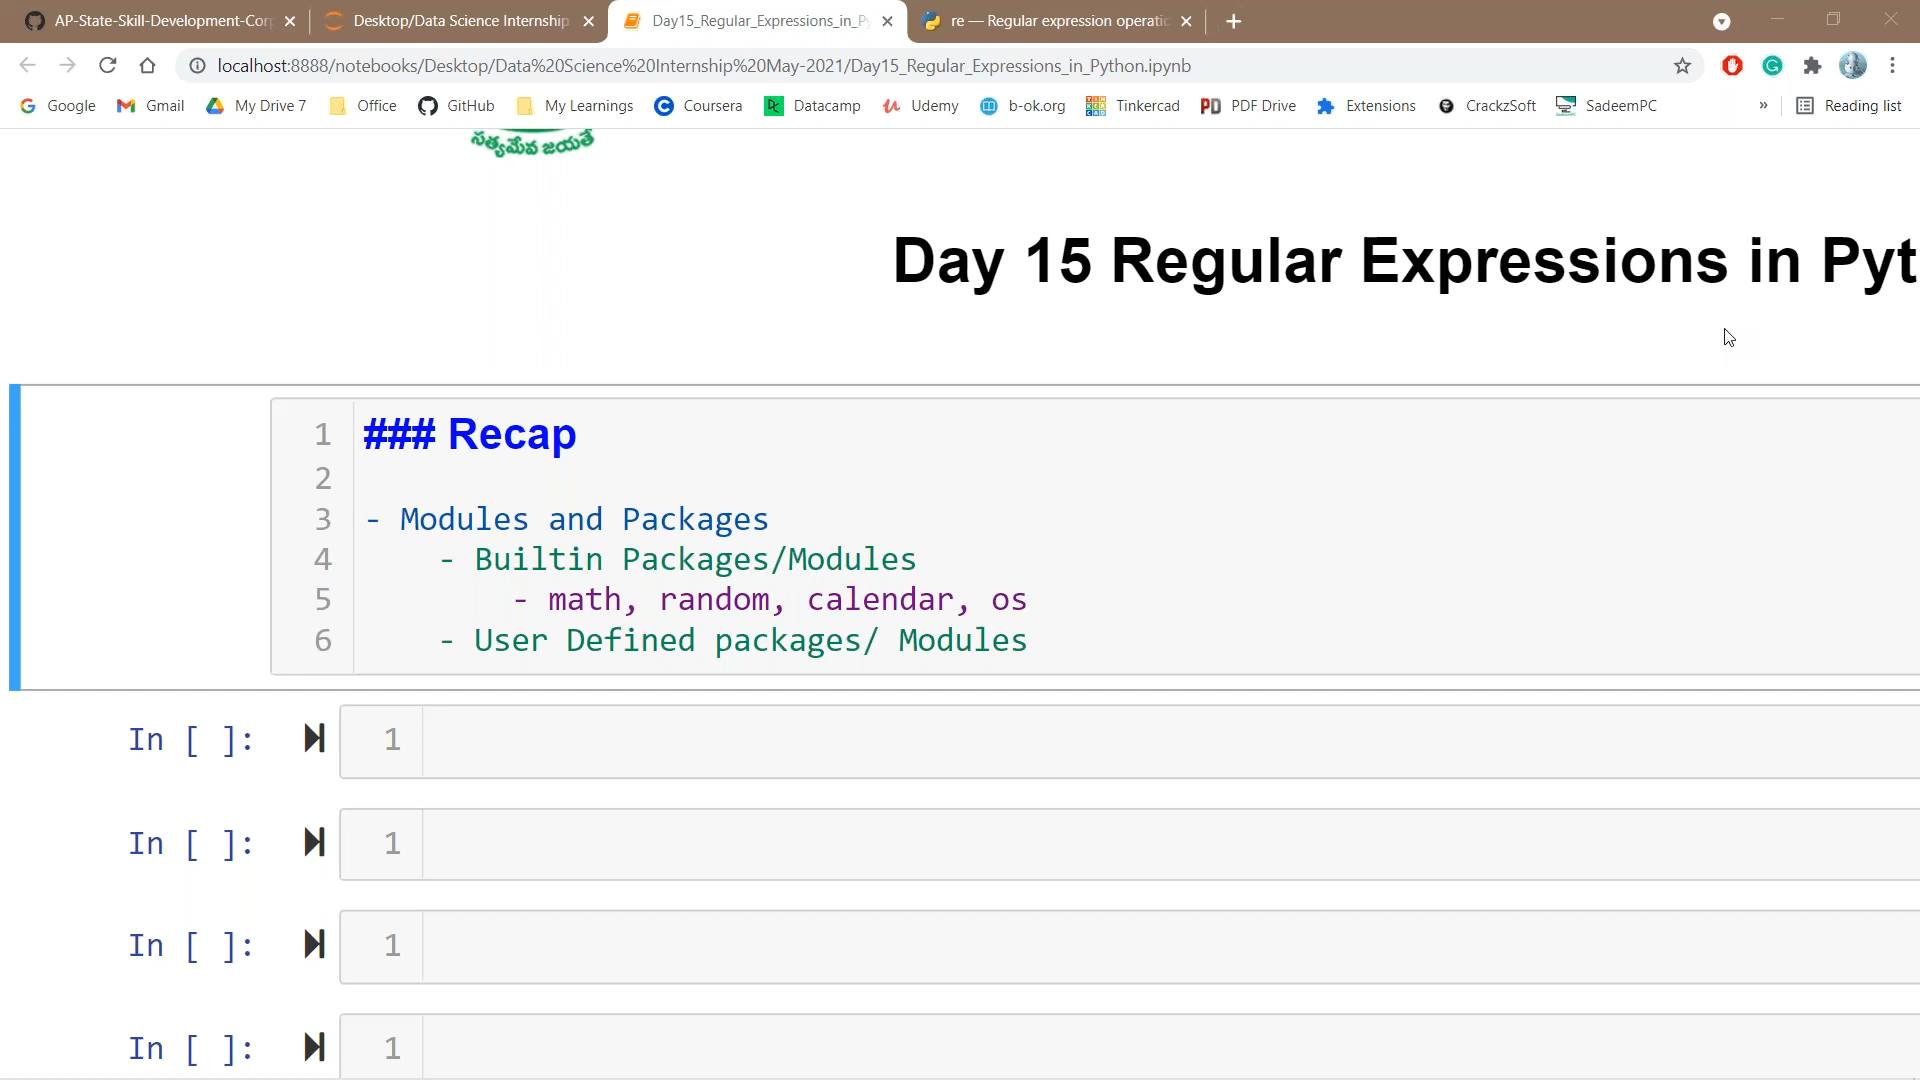 AP-State-Skill-Development-Cor
Desktop/Data Science Internship
Day15_Regular_Expressions_in_P
re — Regular expression operati
localhost:8888/notebooks/Desktop/Data%20Science%20Internship%20May-2021/Day15_Regular_Expressions_in_Python.ipynb
Google Gmail My Drive 7 Office GitHub My Learnings Coursera Datacamp Udemy b-ok.org Tinkercad PDF Drive Extensions CrackzSoft SadeemPC » Reading list
సత్యమేవ జయతే
Day 15 Regular Expressions in Pyt
1 ### Recap
2
3 - Modules and Packages
4 - Builtin Packages/Modules
5 - math, random, calendar, os
6 - User Defined packages/ Modules
In [ ]: 1
In [ ]: 1
In [ ]: 1
In [ ]: 1